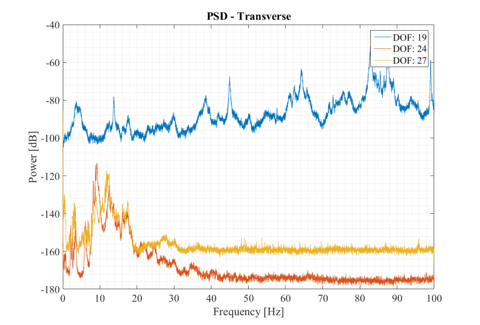 PSD - Transverse
-40
-60
-80
-100
-120
-140
-160
-180
Power [dB]
DOF: 19
DOF: 24
DOF: 27
0 10 20 30 40 50 60 70 80 90 100
Frequency [Hz]